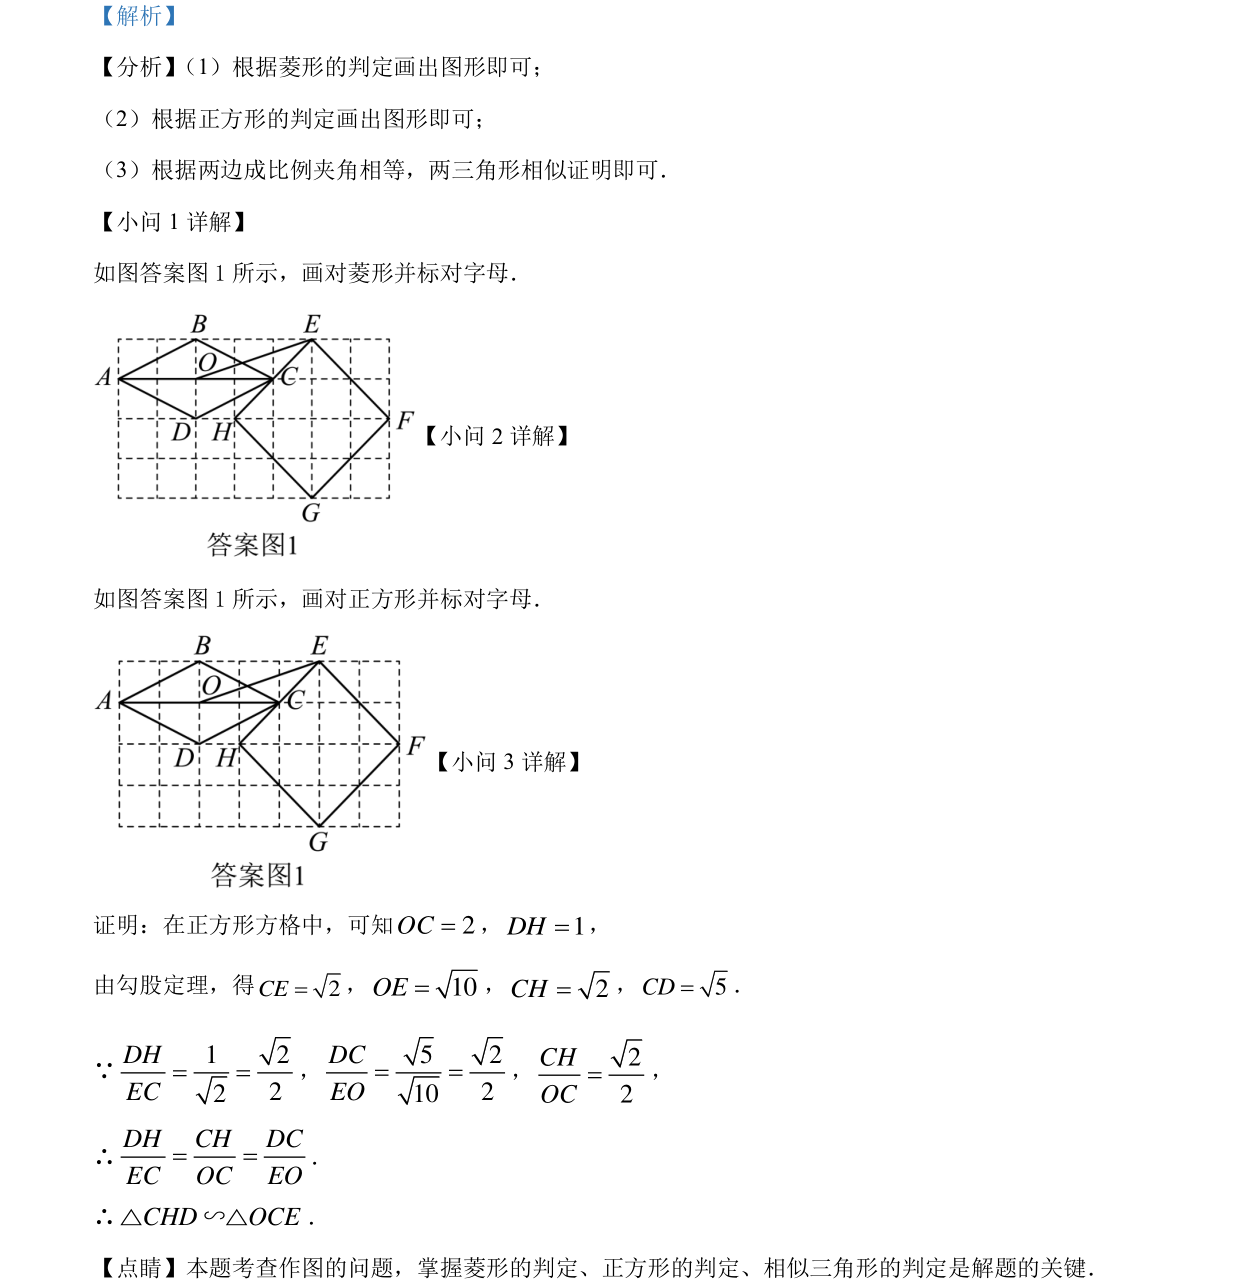 【解析】
【分析】（1）根据菱形的判定画出图形即可；
（2）根据正方形的判定画出图形即可；
（3）根据两边成比例夹角相等，两三角形相似证明即可．
【小问 1 详解】
如图答案图 1 所示，画对菱形并标对字母．
B E
O
A C
D H F 【小问 2 详解】
G
答案图1
如图答案图 1 所示，画对正方形并标对字母．
B E
O
A C
D H F 【小问 3 详解】
G
答案图1
证明：在正方形方格中，可知 OC = 2，DH = 1，
由勾股定理，得 CE = √2，OE = √10，CH = √2，CD = √5．
∵ DH/EC = 1/√2 = √2/2，DC/EO = √5/√10 = √2/2，CH/OC = √2/2，
∴ DH/EC = CH/OC = DC/EO．
∴ △CHD ∽ △OCE．
【点睛】本题考查作图的问题，掌握菱形的判定、正方形的判定、相似三角形的判定是解题的关键．